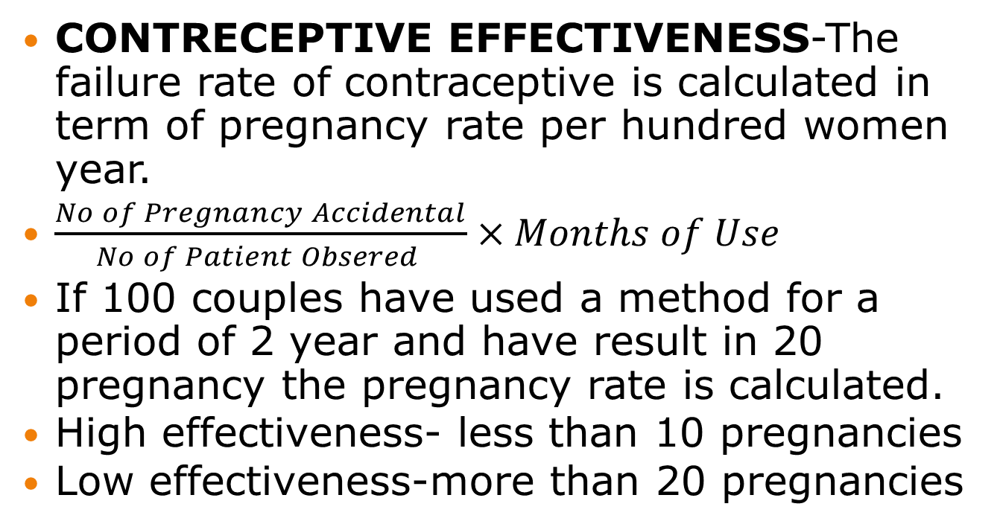 • CONTRECEPTIVE EFFECTIVENESS-The
failure rate of contraceptive is calculated in
term of pregnancy rate per hundred women
year.
• No of Pregnancy Accidental
No of Patient Obsered
× Months of Use
• If 100 couples have used a method for a
period of 2 year and have result in 20
pregnancy the pregnancy rate is calculated.
• High effectiveness- less than 10 pregnancies
• Low effectiveness-more than 20 pregnancies